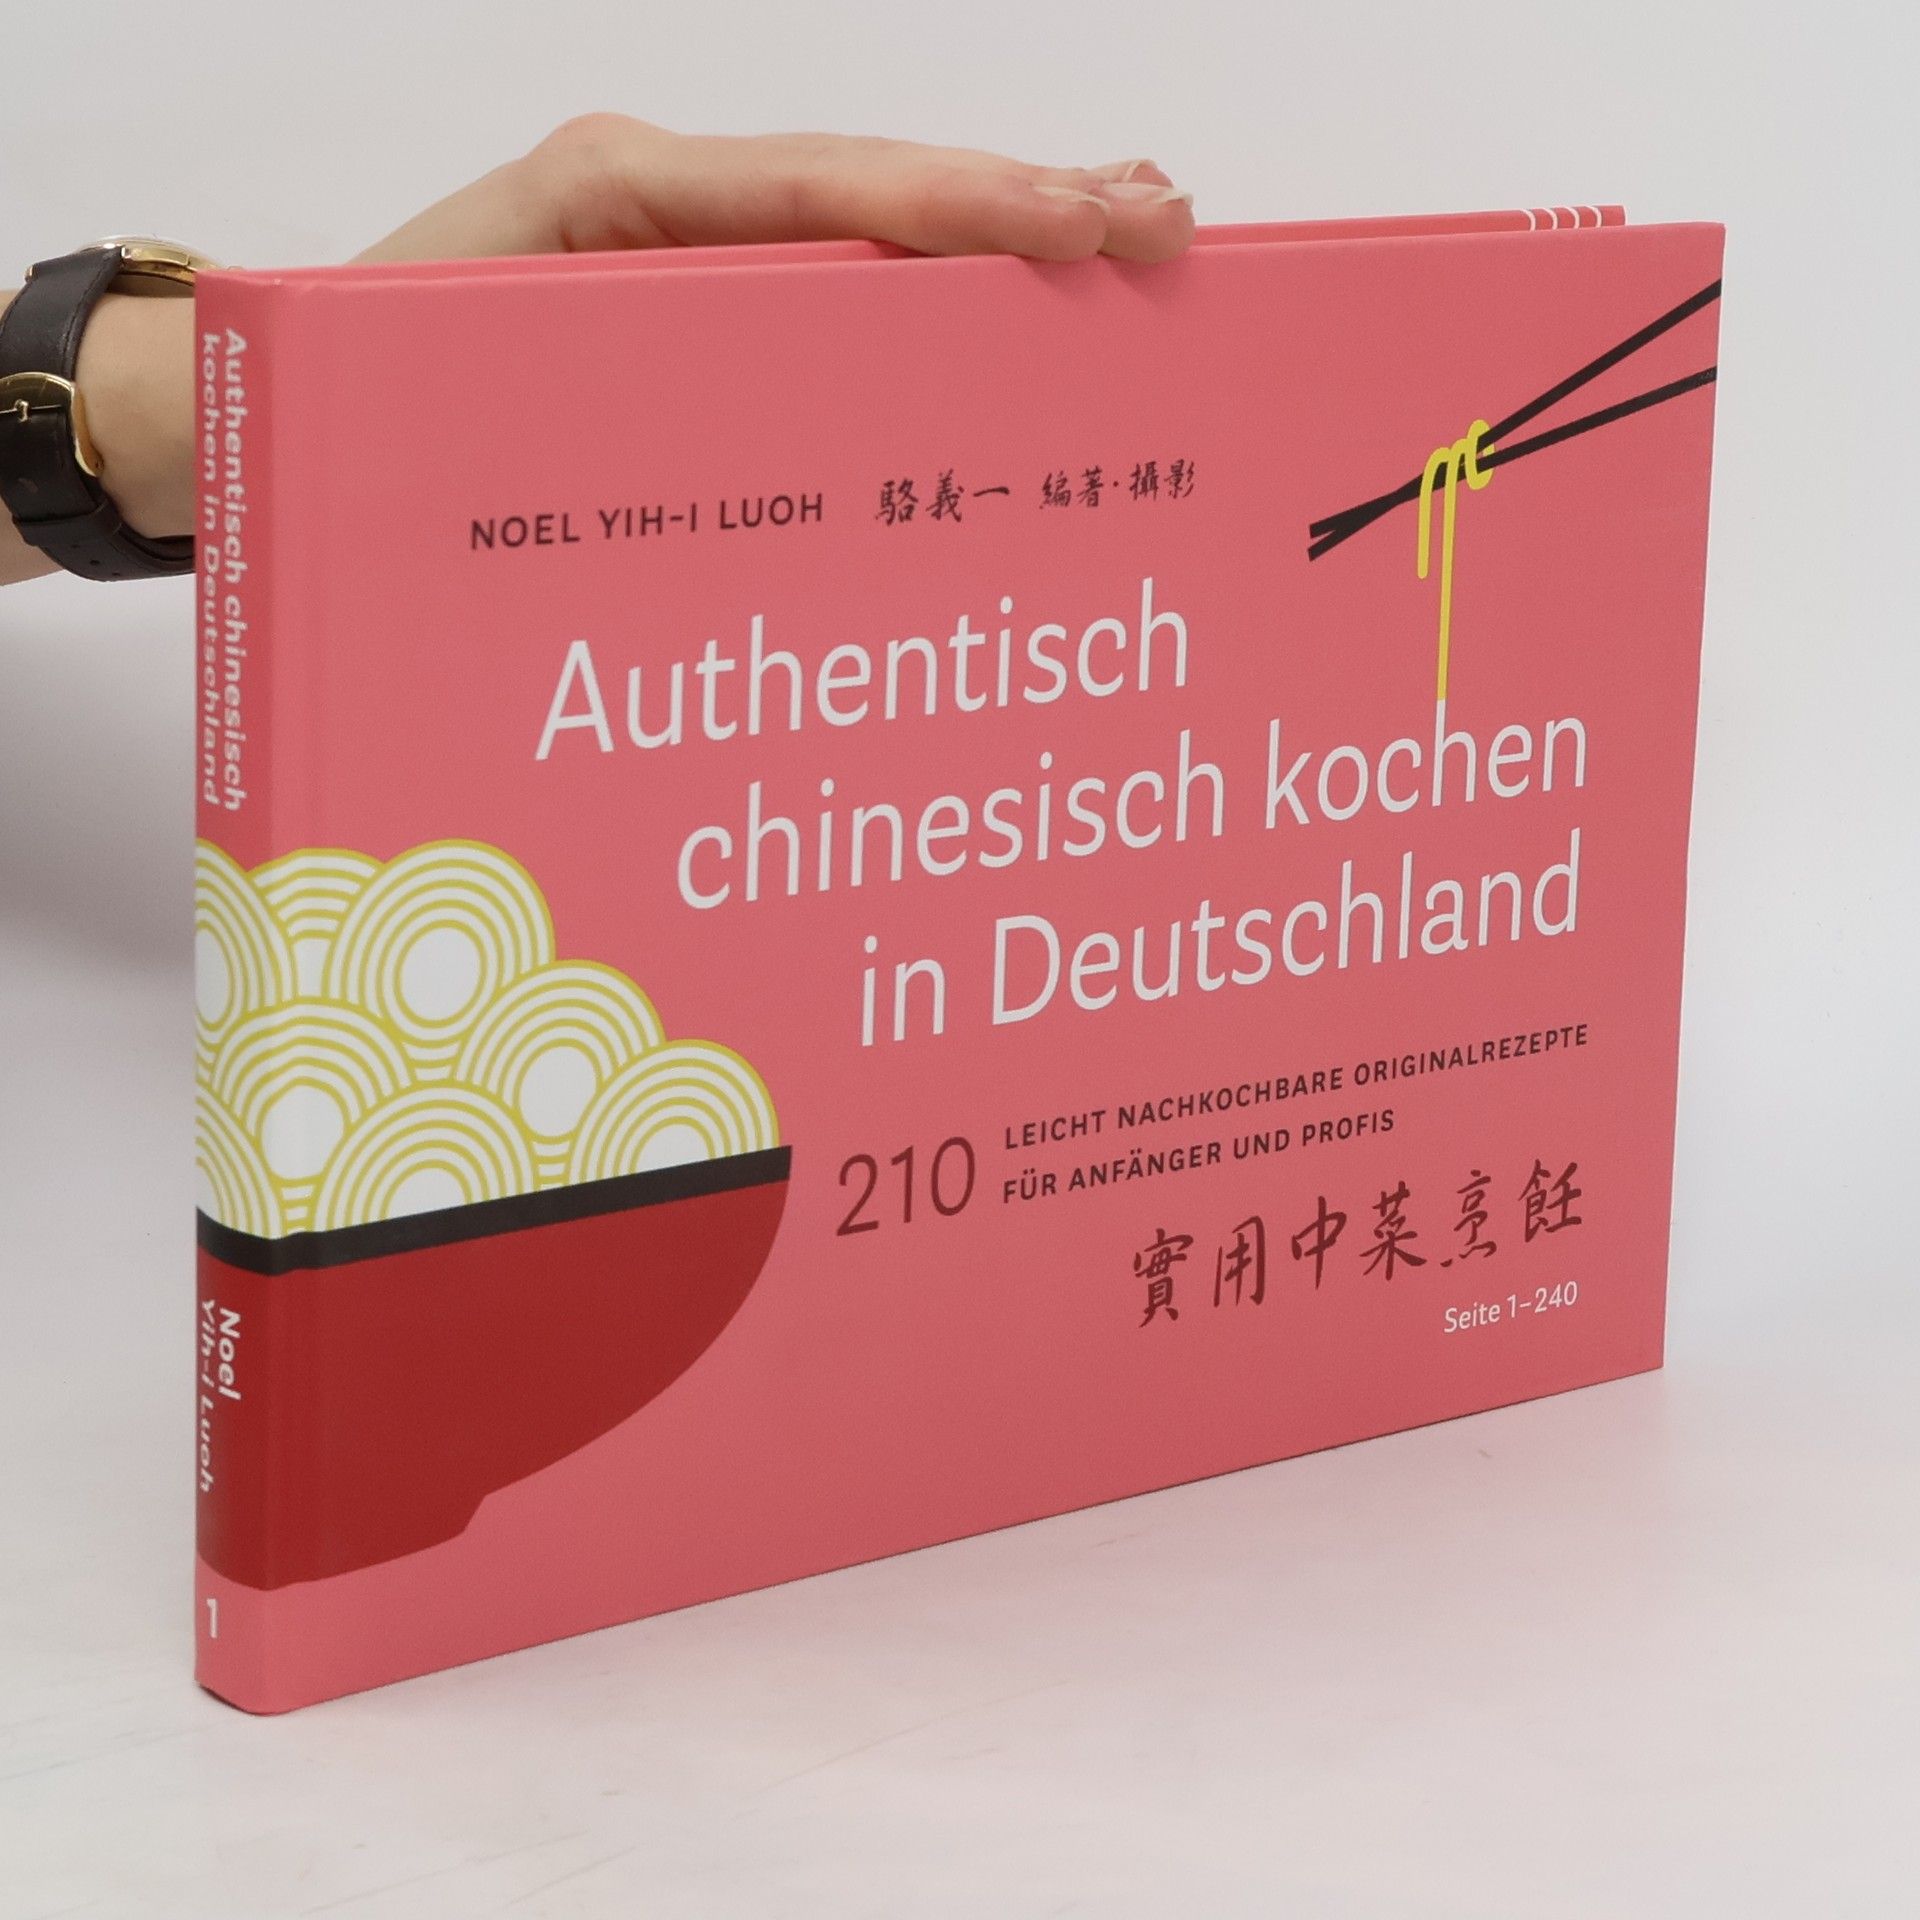 Authentisch chinesisch
kochen in Deutschland
Noel
Yih-I Luoh
1
NOEL YIH-I LUOH 駱義一 編著·攝影
Authentisch
chinesisch kochen
in Deutschland
210 LEICHT NACHKOCHBARE ORIGINALREZEPTE
FÜR ANFÄNGER UND PROFIS
實用中菜烹飪
Seite 1–240